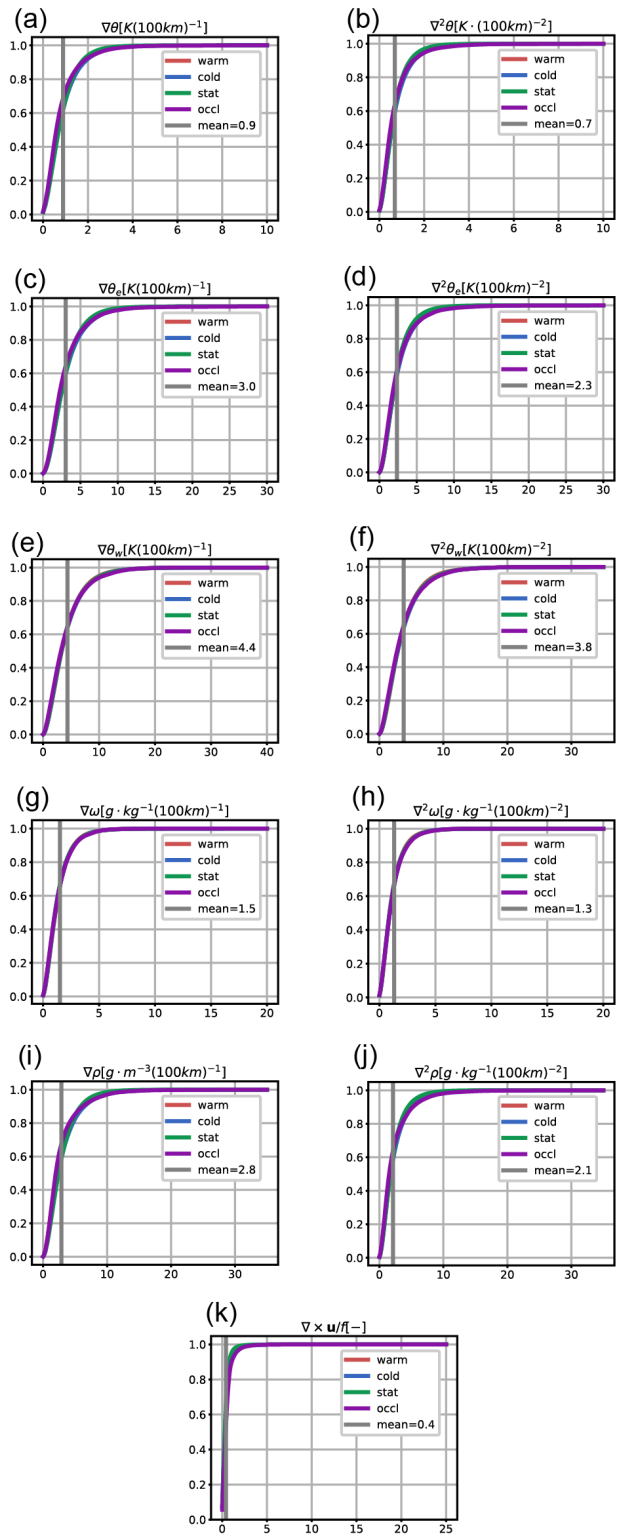 (a)
∇θ[K(100km)⁻¹]
1.0
0.8
0.6
0.4
0.2
0.0
warm
cold
stat
occl
mean=0.9
0 2 4 6 8 10
(b)
∇²θ[K · (100km)⁻²]
1.0
0.8
0.6
0.4
0.2
0.0
warm
cold
stat
occl
mean=0.7
0 2 4 6 8 10
(c)
∇θₑ[K(100km)⁻¹]
1.0
0.8
0.6
0.4
0.2
0.0
warm
cold
stat
occl
mean=3.0
0 5 10 15 20 25 30
(d)
∇²θₑ[K(100km)⁻²]
1.0
0.8
0.6
0.4
0.2
0.0
warm
cold
stat
occl
mean=2.3
0 5 10 15 20 25 30
(e)
∇θ_w[K(100km)⁻¹]
1.0
0.8
0.6
0.4
0.2
0.0
warm
cold
stat
occl
mean=4.4
0 10 20 30 40
(f)
∇²θ_w[K(100km)⁻²]
1.0
0.8
0.6
0.4
0.2
0.0
warm
cold
stat
occl
mean=3.8
0 10 20 30
(g)
∇ω[g · kg⁻¹(100km)⁻¹]
1.0
0.8
0.6
0.4
0.2
0.0
warm
cold
stat
occl
mean=1.5
0 5 10 15 20
(h)
∇²ω[g · kg⁻¹(100km)⁻²]
1.0
0.8
0.6
0.4
0.2
0.0
warm
cold
stat
occl
mean=1.3
0 5 10 15 20
(i)
∇ρ[g · m⁻³(100km)⁻¹]
1.0
0.8
0.6
0.4
0.2
0.0
warm
cold
stat
occl
mean=2.8
0 10 20 30
(j)
∇²ρ[g · kg⁻¹(100km)⁻²]
1.0
0.8
0.6
0.4
0.2
0.0
warm
cold
stat
occl
mean=2.1
0 10 20 30
(k)
∇ × u/f[−]
1.0
0.8
0.6
0.4
0.2
0.0
warm
cold
stat
occl
mean=0.4
0 5 10 15 20 25